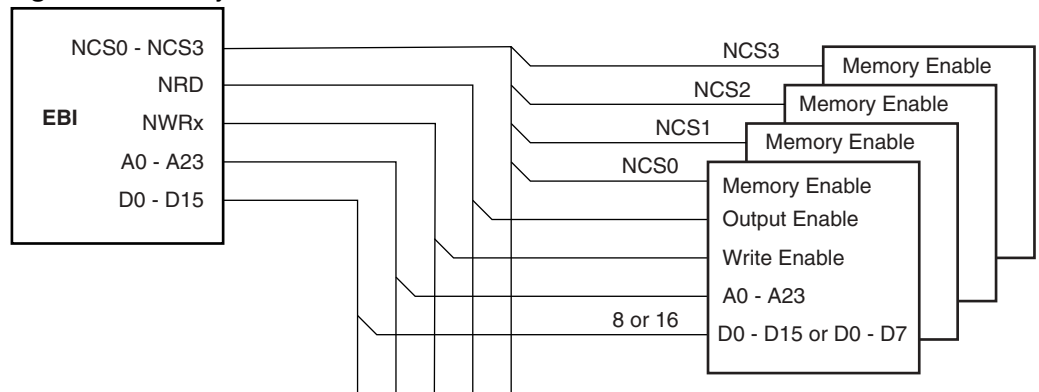 NCS0 - NCS3
NRD
EBI
NWRx
A0 - A23
D0 - D15
NCS3
Memory Enable
NCS2
Memory Enable
NCS1
Memory Enable
NCS0
Memory Enable
Output Enable
Write Enable
A0 - A23
8 or 16
D0 - D15 or D0 - D7